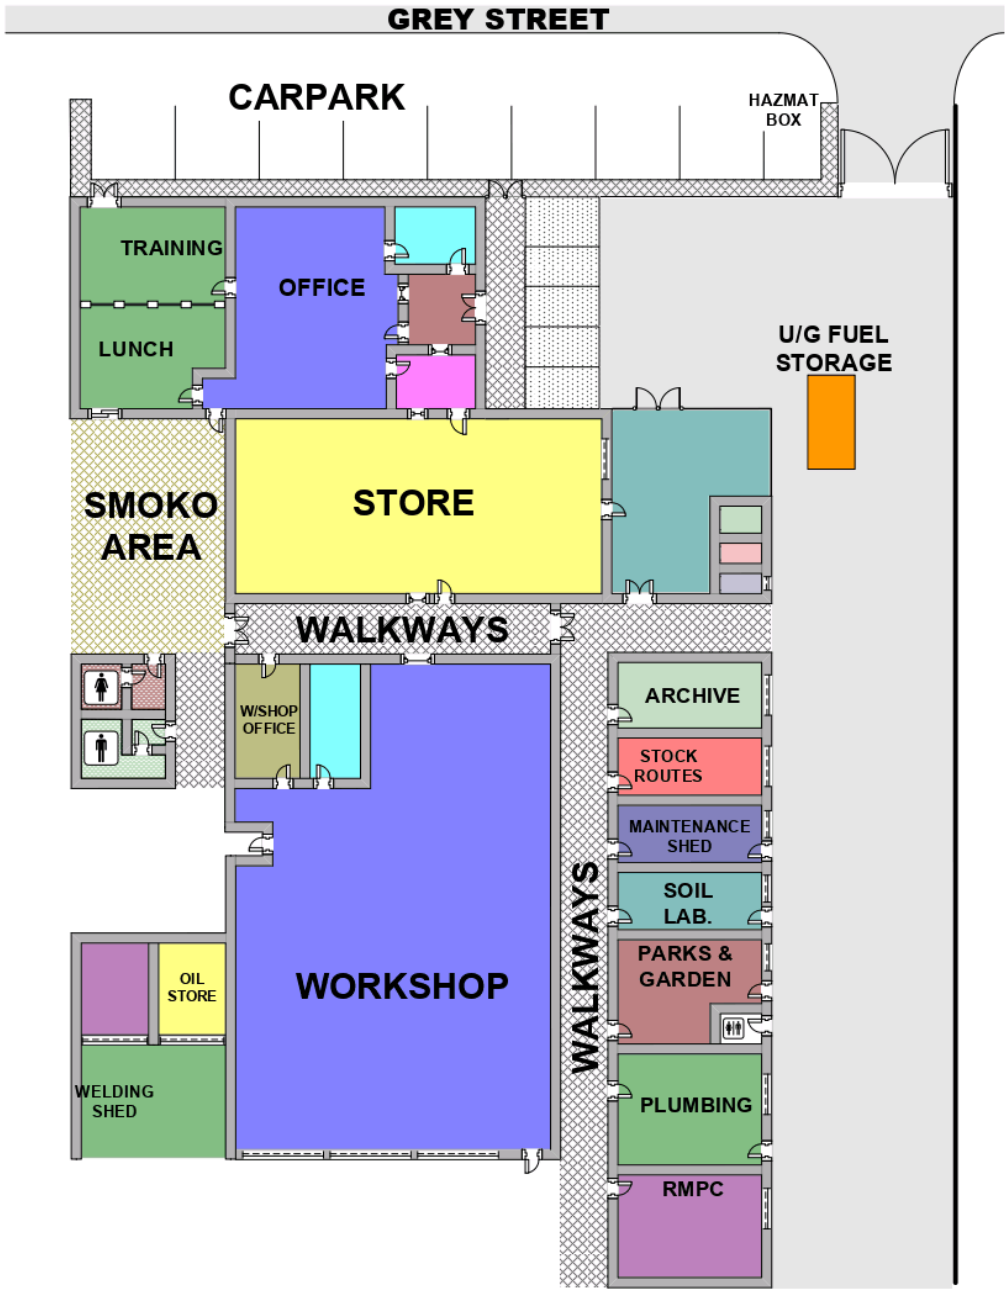 GREY STREET
CARPARK
HAZMAT
BOX
TRAINING
OFFICE
LUNCH
U/G FUEL
STORAGE
SMOKO
AREA
STORE
WALKWAYS
W/SHOP
OFFICE
ARCHIVE
STOCK
ROUTES
MAINTENANCE
SHED
SOIL
LAB.
PARKS &
GARDEN
WALKWAYS
WORKSHOP
OIL
STORE
WELDING
SHED
PLUMBING
RMPC